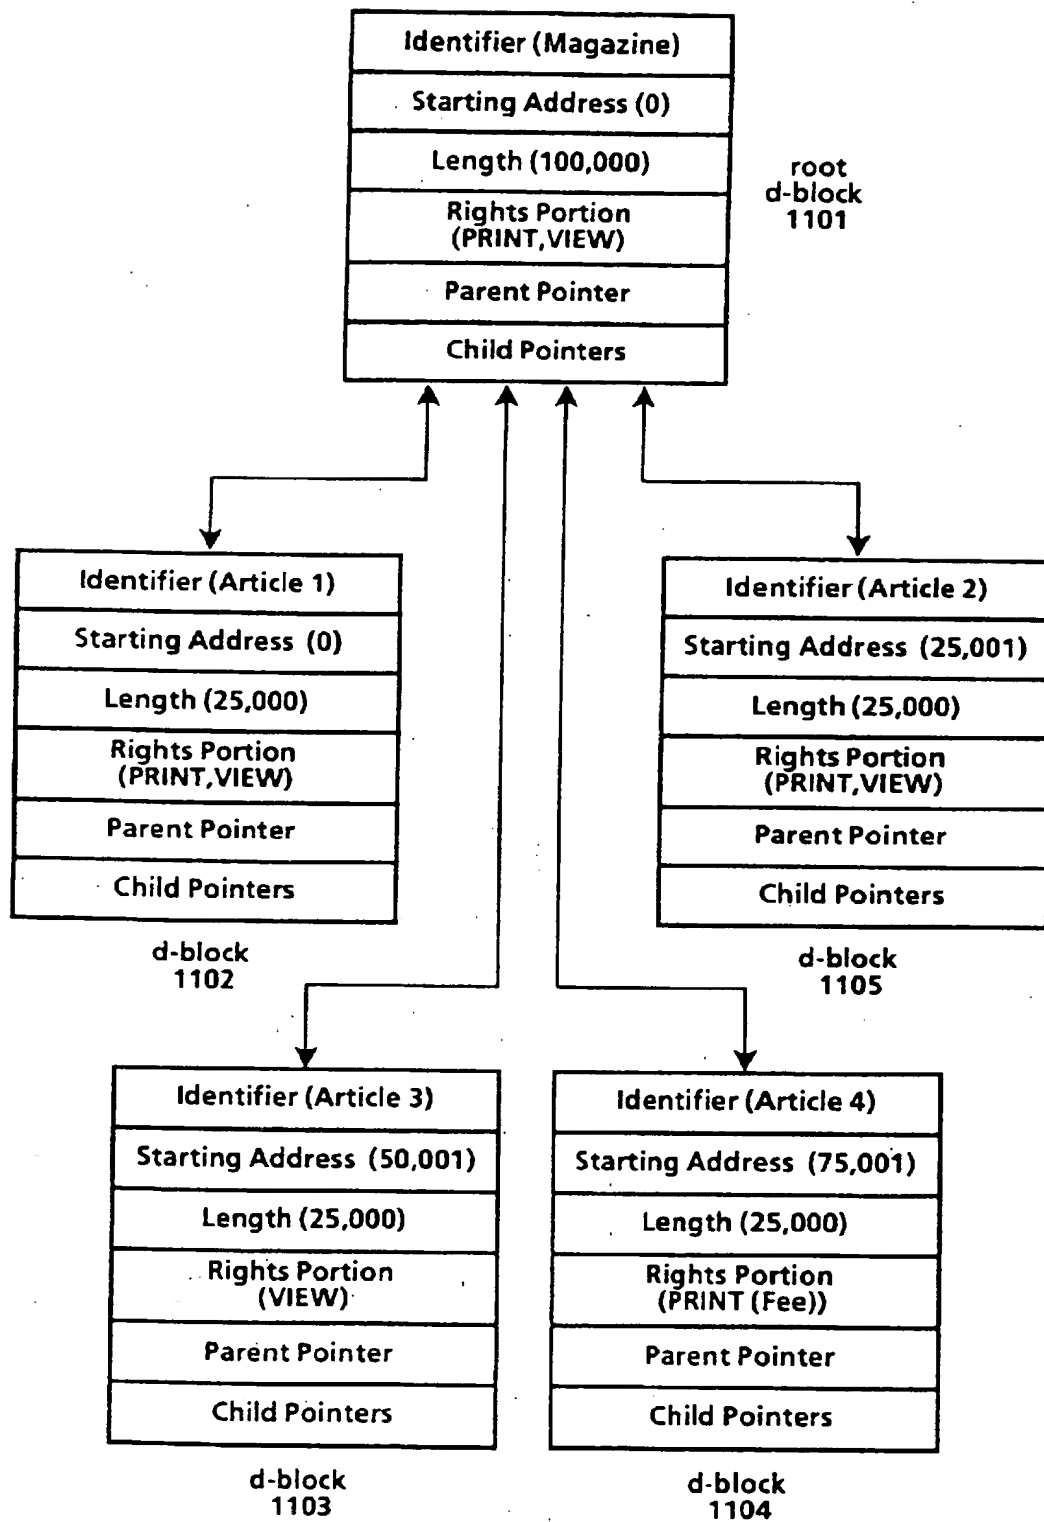 Identifier (Magazine)
Starting Address (0)
Length (100,000)
Rights Portion
(PRINT,VIEW)
Parent Pointer
Child Pointers
root
d-block
1101
Identifier (Article 1)
Starting Address (0)
Length (25,000)
Rights Portion
(PRINT,VIEW)
Parent Pointer
Child Pointers
d-block
1102
Identifier (Article 2)
Starting Address (25,001)
Length (25,000)
Rights Portion
(PRINT,VIEW)
Parent Pointer
Child Pointers
d-block
1105
Identifier (Article 3)
Starting Address (50,001)
Length (25,000)
Rights Portion
(VIEW)
Parent Pointer
Child Pointers
d-block
1103
Identifier (Article 4)
Starting Address (75,001)
Length (25,000)
Rights Portion
(PRINT (Fee))
Parent Pointer
Child Pointers
d-block
1104